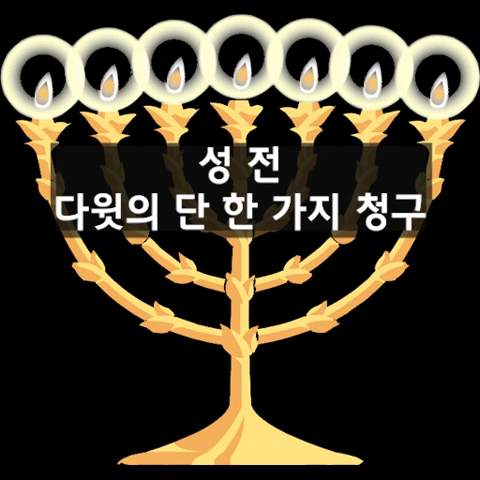 성 전
다윗의 단 한 가지 청구